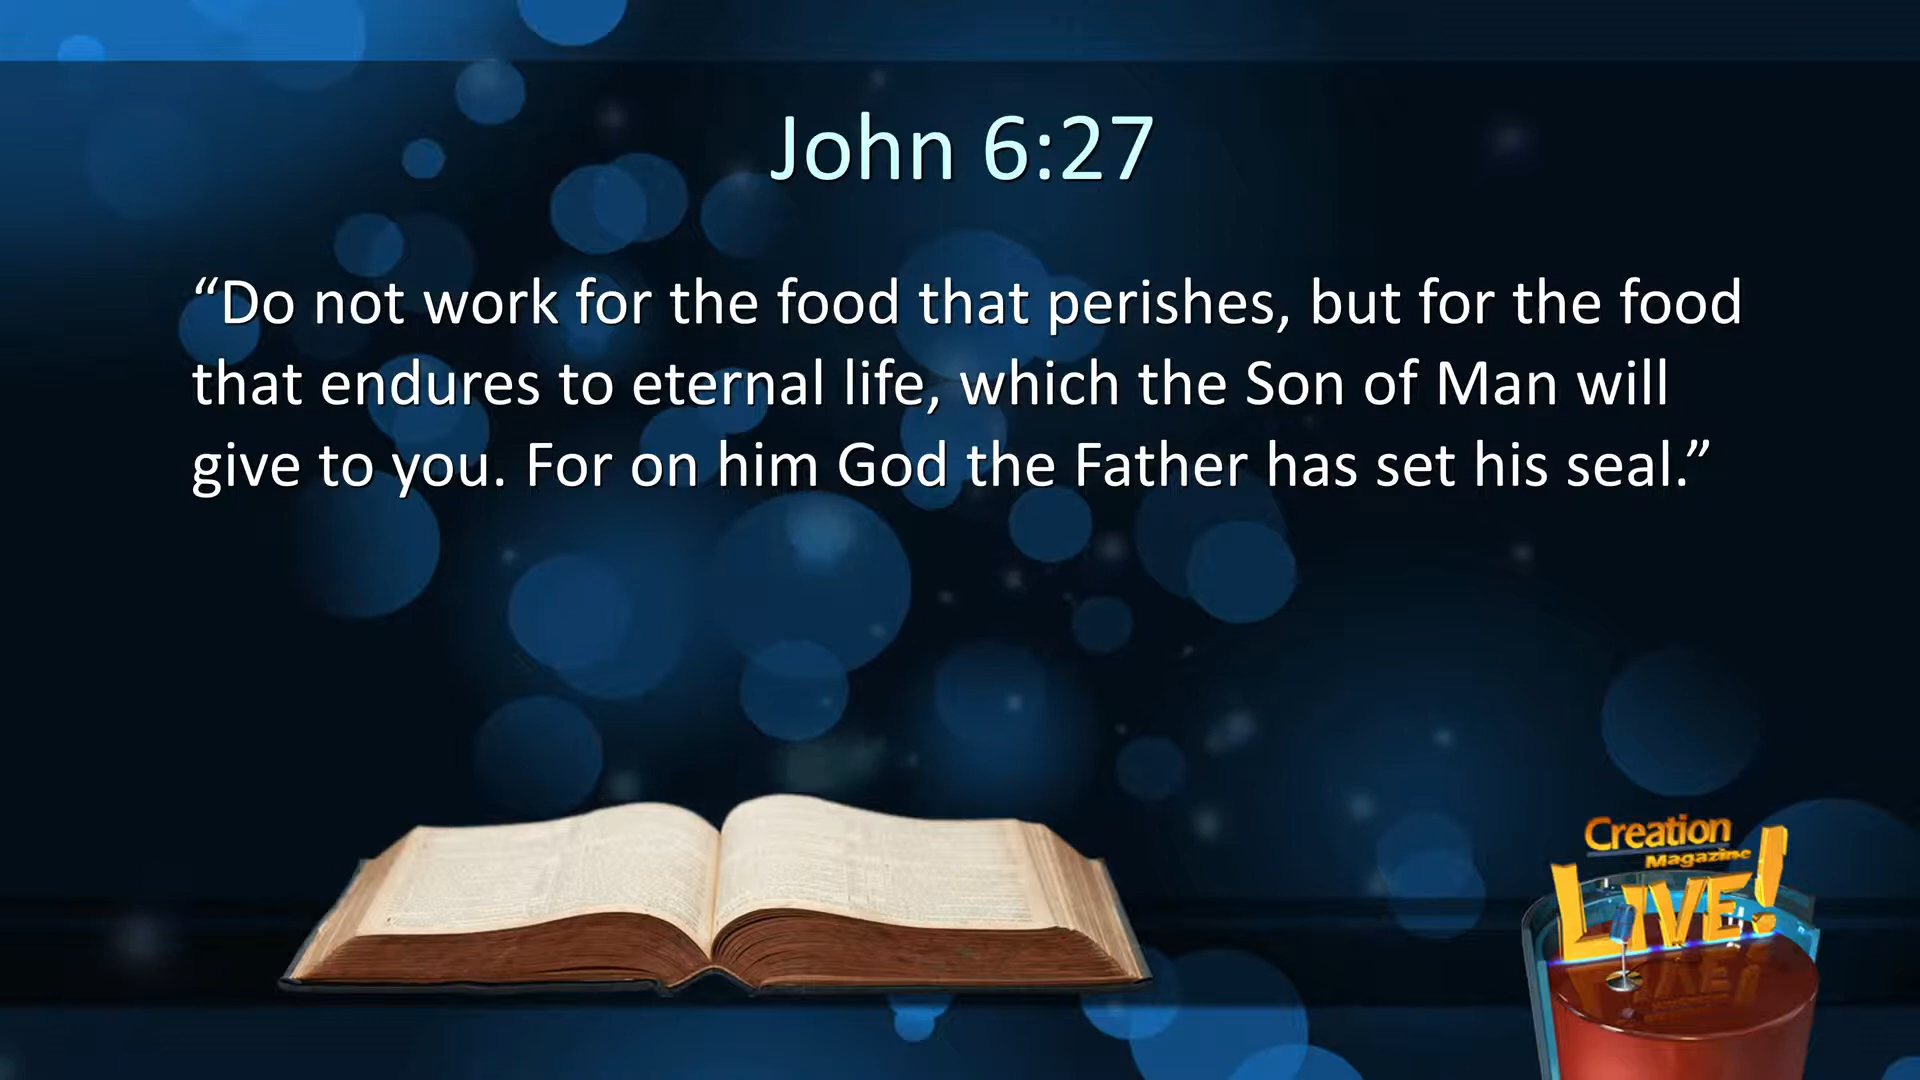 John 6:27
“Do not work for the food that perishes, but for the food
that endures to eternal life, which the Son of Man will
give to you. For on him God the Father has set his seal.”
Creation
Magazine
LIVE!